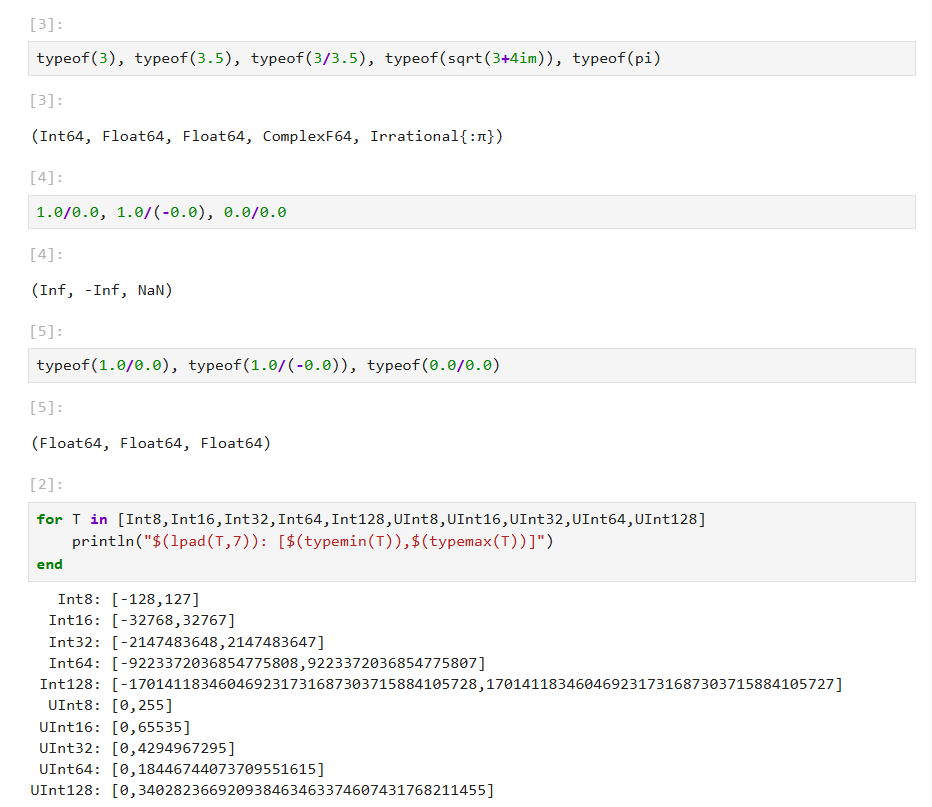 [3]:
typeof(3), typeof(3.5), typeof(3/3.5), typeof(sqrt(3+4im)), typeof(pi)
[3]:
(Int64, Float64, Float64, ComplexF64, Irrational{:π})
[4]:
1.0/0.0, 1.0/(-0.0), 0.0/0.0
[4]:
(Inf, -Inf, NaN)
[5]:
typeof(1.0/0.0), typeof(1.0/(-0.0)), typeof(0.0/0.0)
[5]:
(Float64, Float64, Float64)
[2]:
for T in [Int8,Int16,Int32,Int64,Int128,UInt8,UInt16,UInt32,UInt64,UInt128]
    println("$(lpad(T,7)): [$(typemin(T)),$(typemax(T))]")
end
   Int8: [-128,127]
  Int16: [-32768,32767]
  Int32: [-2147483648,2147483647]
  Int64: [-9223372036854775808,9223372036854775807]
 Int128: [-170141183460469231731687303715884105728,170141183460469231731687303715884105727]
  UInt8: [0,255]
 UInt16: [0,65535]
 UInt32: [0,4294967295]
 UInt64: [0,18446744073709551615]
UInt128: [0,340282366920938463463374607431768211455]